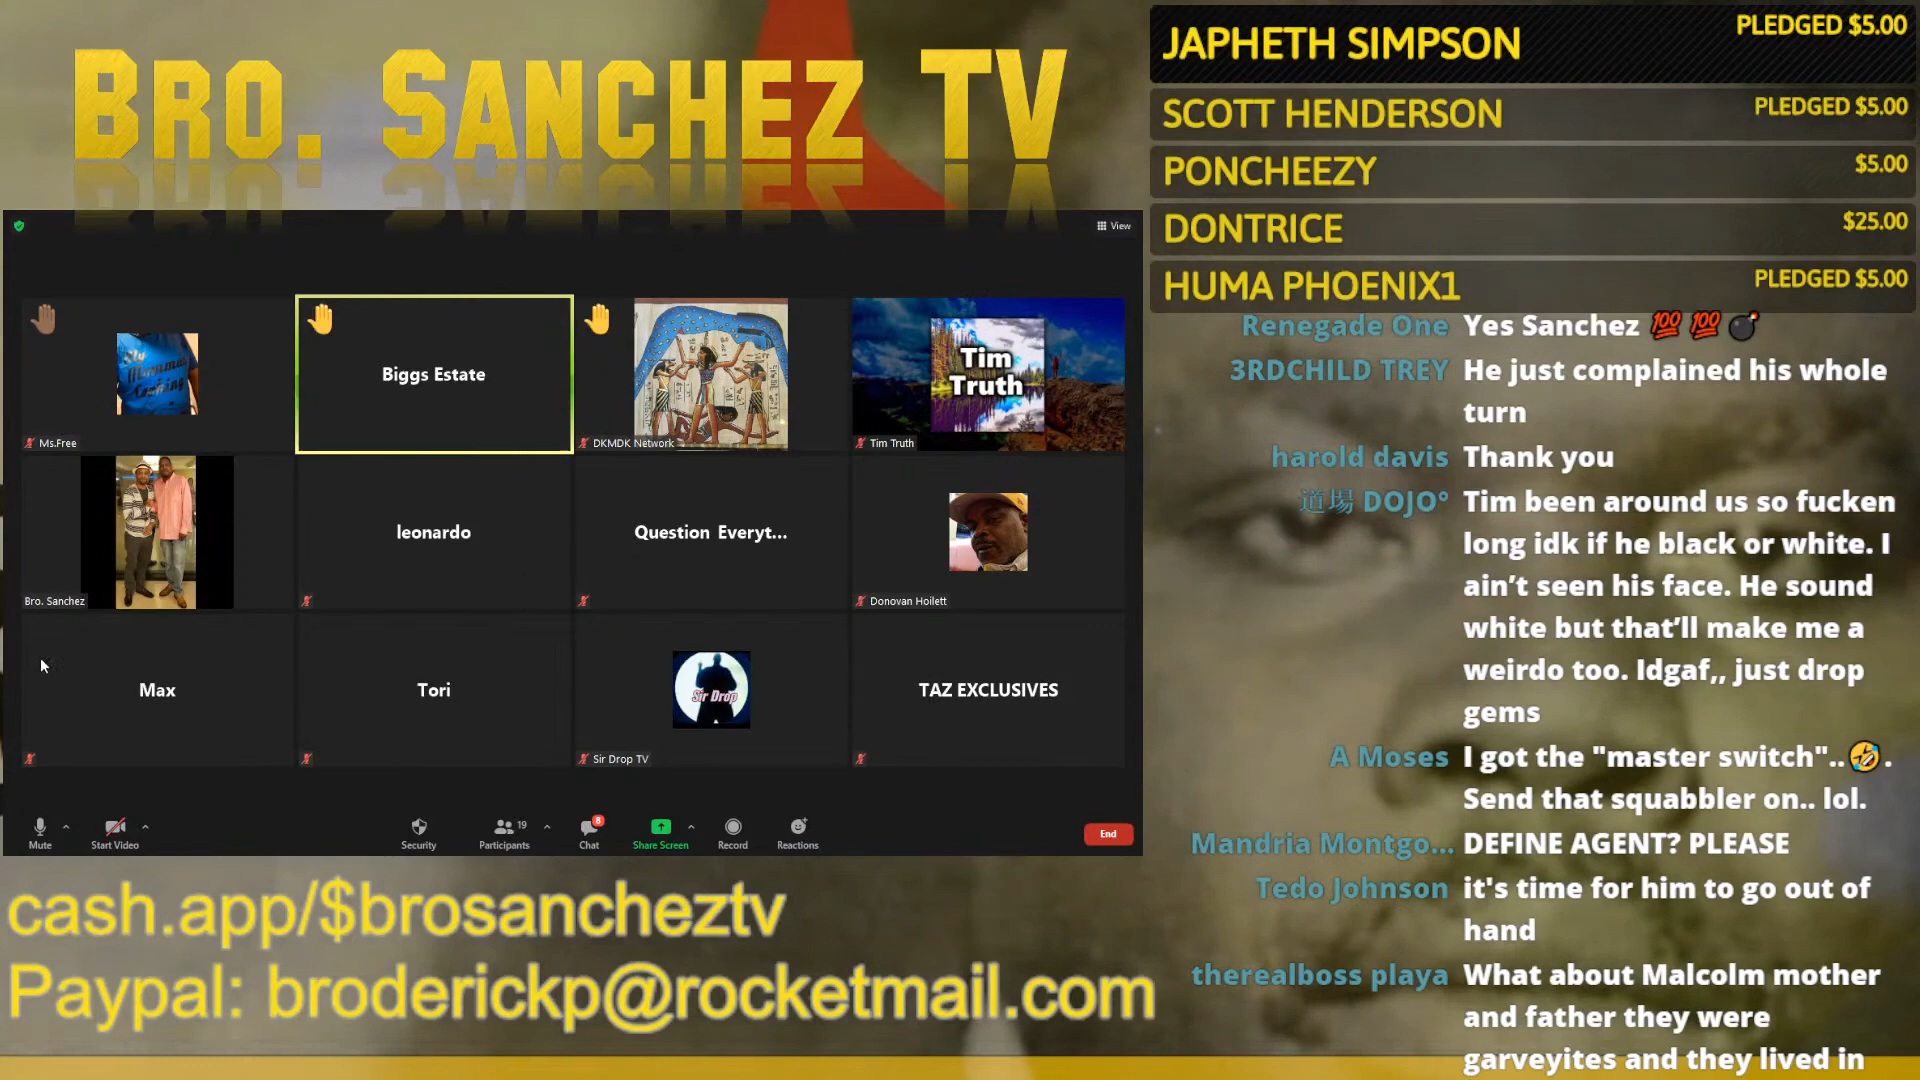 BRO. SANCHEZ TV
JAPHETH SIMPSON PLEDGED $5.00
SCOTT HENDERSON PLEDGED $5.00
PONCHEEZY $5.00
DONTRICE $25.00
HUMA PHOENIX1 PLEDGED $5.00
View
My Mommas Cooking
Ms.Free
Biggs Estate
DKMDK Network
Tim
Truth
Tim Truth
Bro. Sanchez
leonardo
Question Everyt...
Donovan Hoilett
Max
Tori
Sir Drop
Sir Drop TV
TAZ EXCLUSIVES
Mute
Start Video
Security
19
Participants
8
Chat
Share Screen
Record
Reactions
End
cash.app/$brosancheztv
Paypal: broderickp@rocketmail.com
Renegade One Yes Sanchez 💯 💯 💣
3RDCHILD TREY He just complained his whole
turn
harold davis Thank you
道場 DOJO° Tim been around us so fucken
long idk if he black or white. I
ain’t seen his face. He sound
white but that’ll make me a
weirdo too. Idgaf,, just drop
gems
A Moses I got the "master switch"..🤣.
Send that squabbler on.. lol.
Mandria Montgo... DEFINE AGENT? PLEASE
Tedo Johnson it's time for him to go out of
hand
therealboss playa What about Malcolm mother
and father they were
garveyites and they lived in